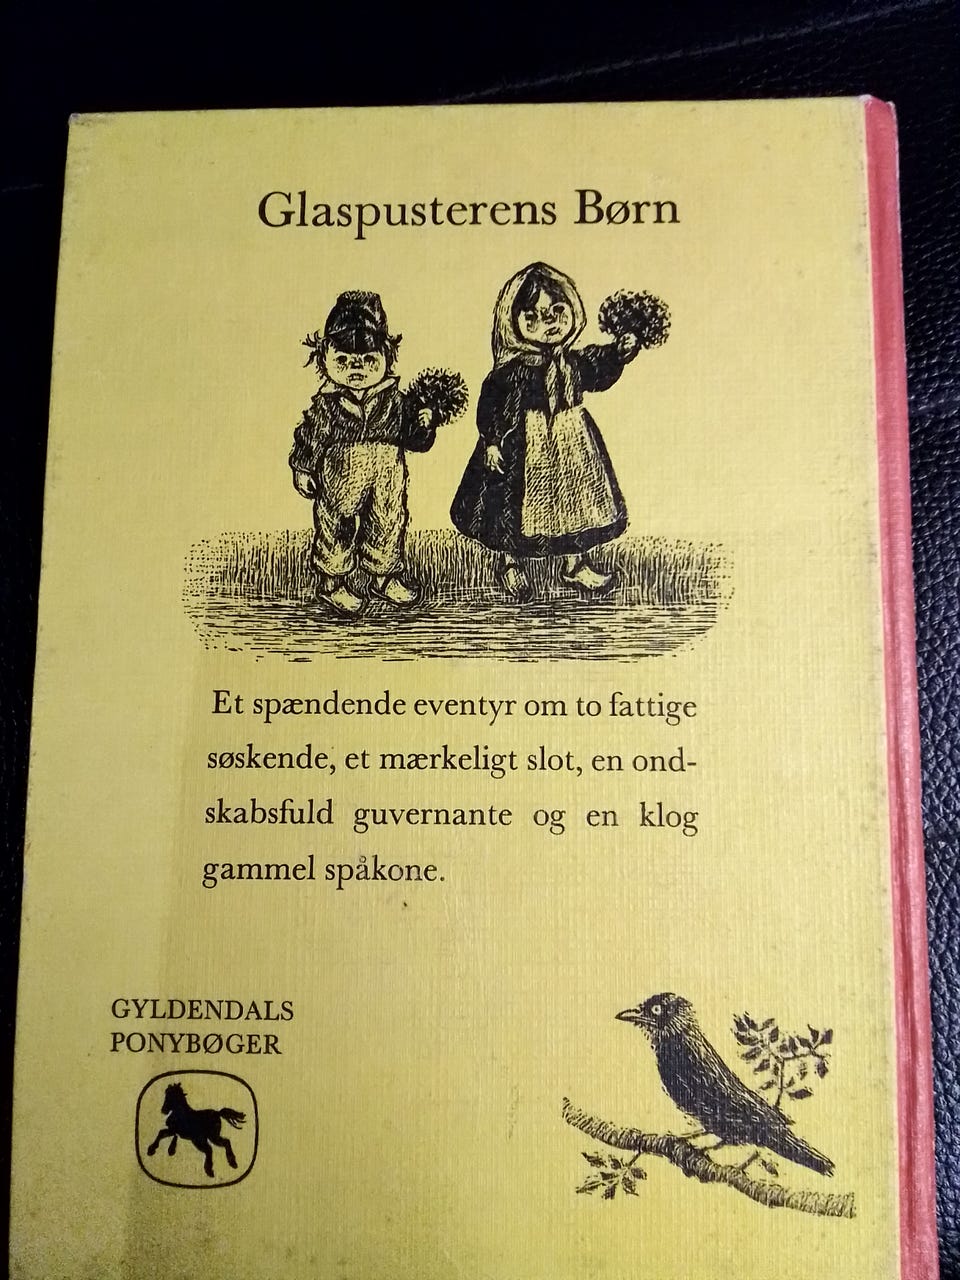 Glaspusterens Børn
Et spændende eventyr om to fattige
søskende, et mærkeligt slot, en ond-
skabsfuld guvernante og en klog
gammel spåkone.
GYLDENDALS
PONYBØGER